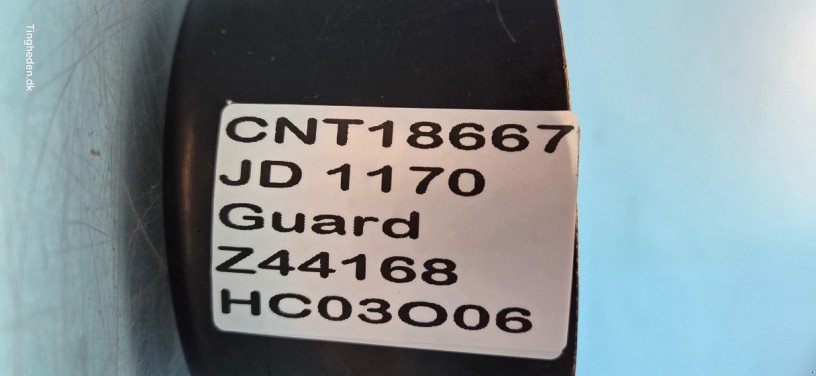 Tingheden.dk
CNT18667
JD 1170
Guard
Z44168
HC03O06